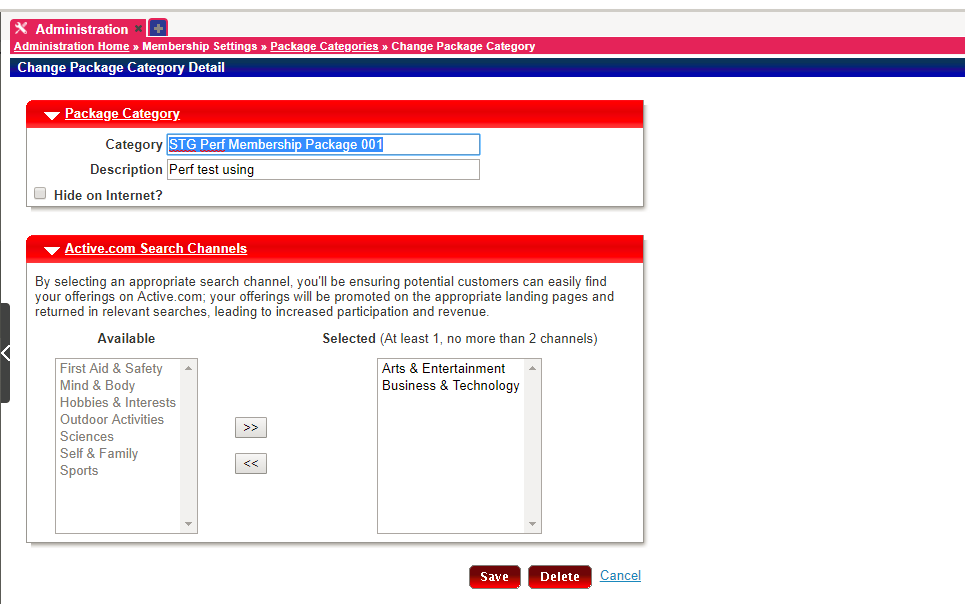 Administration
Administration Home » Membership Settings » Package Categories » Change Package Category
Change Package Category Detail
Package Category
Category STG Perf Membership Package 001
Description Perf test using
Hide on Internet?
Active.com Search Channels
By selecting an appropriate search channel, you'll be ensuring potential customers can easily find
your offerings on Active.com; your offerings will be promoted on the appropriate landing pages and
returned in relevant searches, leading to increased participation and revenue.
Available
Selected (At least 1, no more than 2 channels)
First Aid & Safety
Mind & Body
Hobbies & Interests
Outdoor Activities
Sciences
Self & Family
Sports
>>
<<
Arts & Entertainment
Business & Technology
Save Delete Cancel